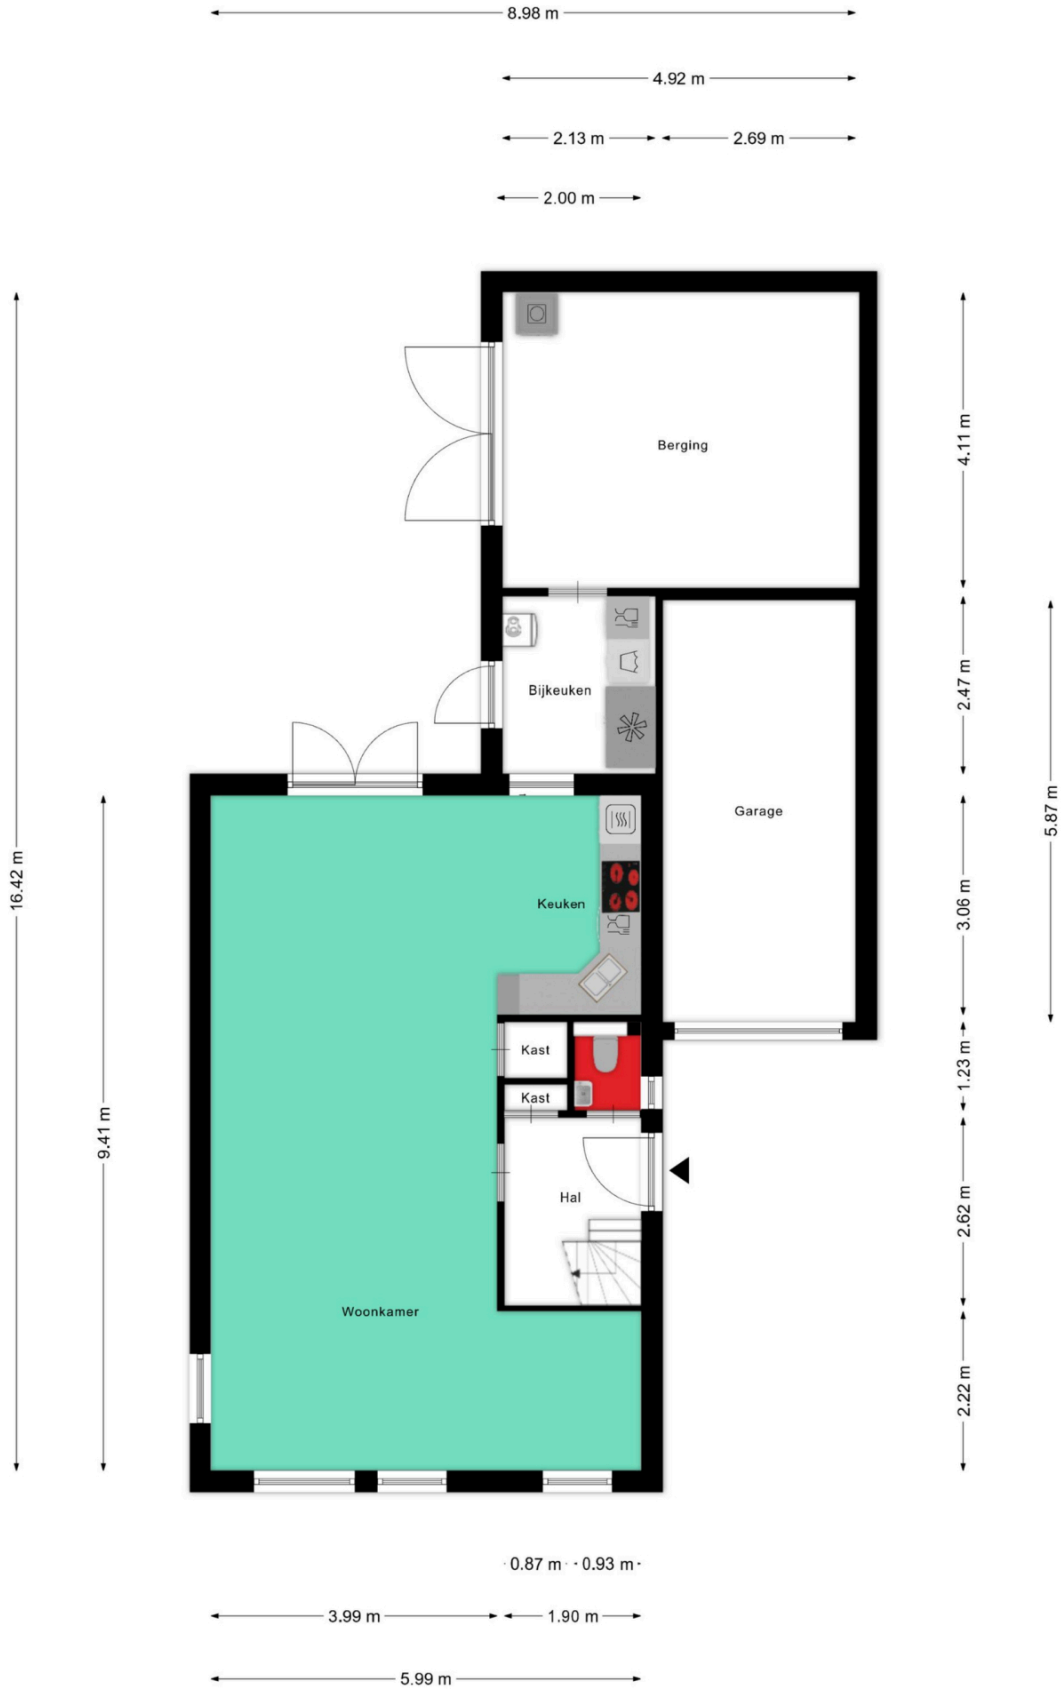 8.98 m
4.92 m
2.13 m
2.69 m
2.00 m
Berging
4.11 m
Bijkeuken
2.47 m
Garage
5.87 m
16.42 m
Keuken
3.06 m
Kast
1.23 m
Kast
9.41 m
Hal
2.62 m
Woonkamer
2.22 m
0.87 m
0.93 m
3.99 m
1.90 m
5.99 m